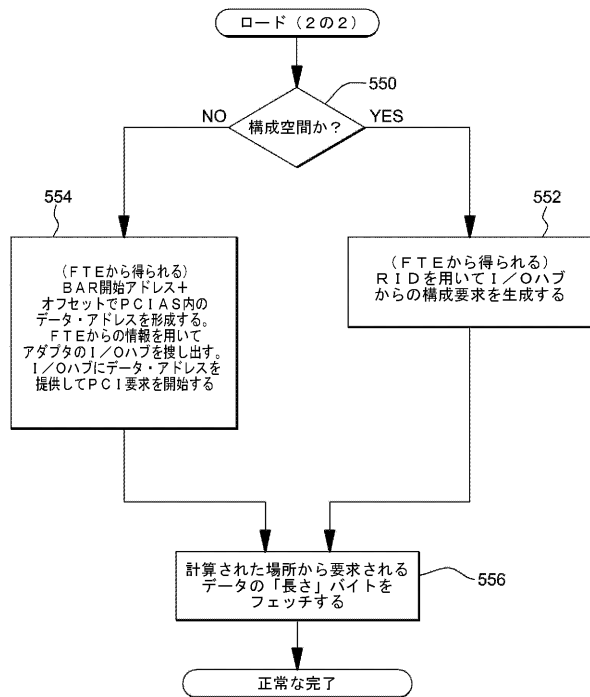 ロード（２の２）
550
構成空間か？
NO
YES
554
（ＦＴＥから得られる）
ＢＡＲ開始アドレス＋
オフセットでＰＣＩＡＳ内の
データ・アドレスを形成する。
ＦＴＥからの情報を用いて
アダプタのＩ／Ｏハブを捜し出す。
Ｉ／Ｏハブにデータ・アドレスを
提供してＰＣＩ要求を開始する
552
（ＦＴＥから得られる）
ＲＩＤを用いてＩ／Ｏハブ
からの構成要求を生成する
計算された場所から要求される
データの「長さ」バイトを
フェッチする
556
正常な完了